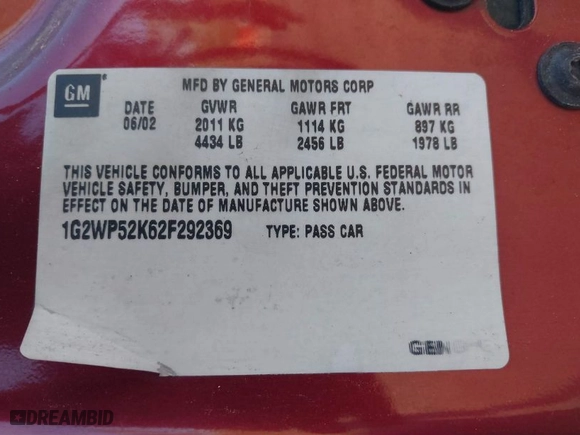 GM
MFD BY GENERAL MOTORS CORP
DATE GVWR GAWR FRT GAWR RR
06/02 2011 KG 1114 KG 897 KG
4434 LB 2456 LB 1978 LB
THIS VEHICLE CONFORMS TO ALL APPLICABLE U.S. FEDERAL MOTOR
VEHICLE SAFETY, BUMPER, AND THEFT PREVENTION STANDARDS IN
EFFECT ON THE DATE OF MANUFACTURE SHOWN ABOVE.
1G2WP52K62F292369 TYPE: PASS CAR
DREAMBID